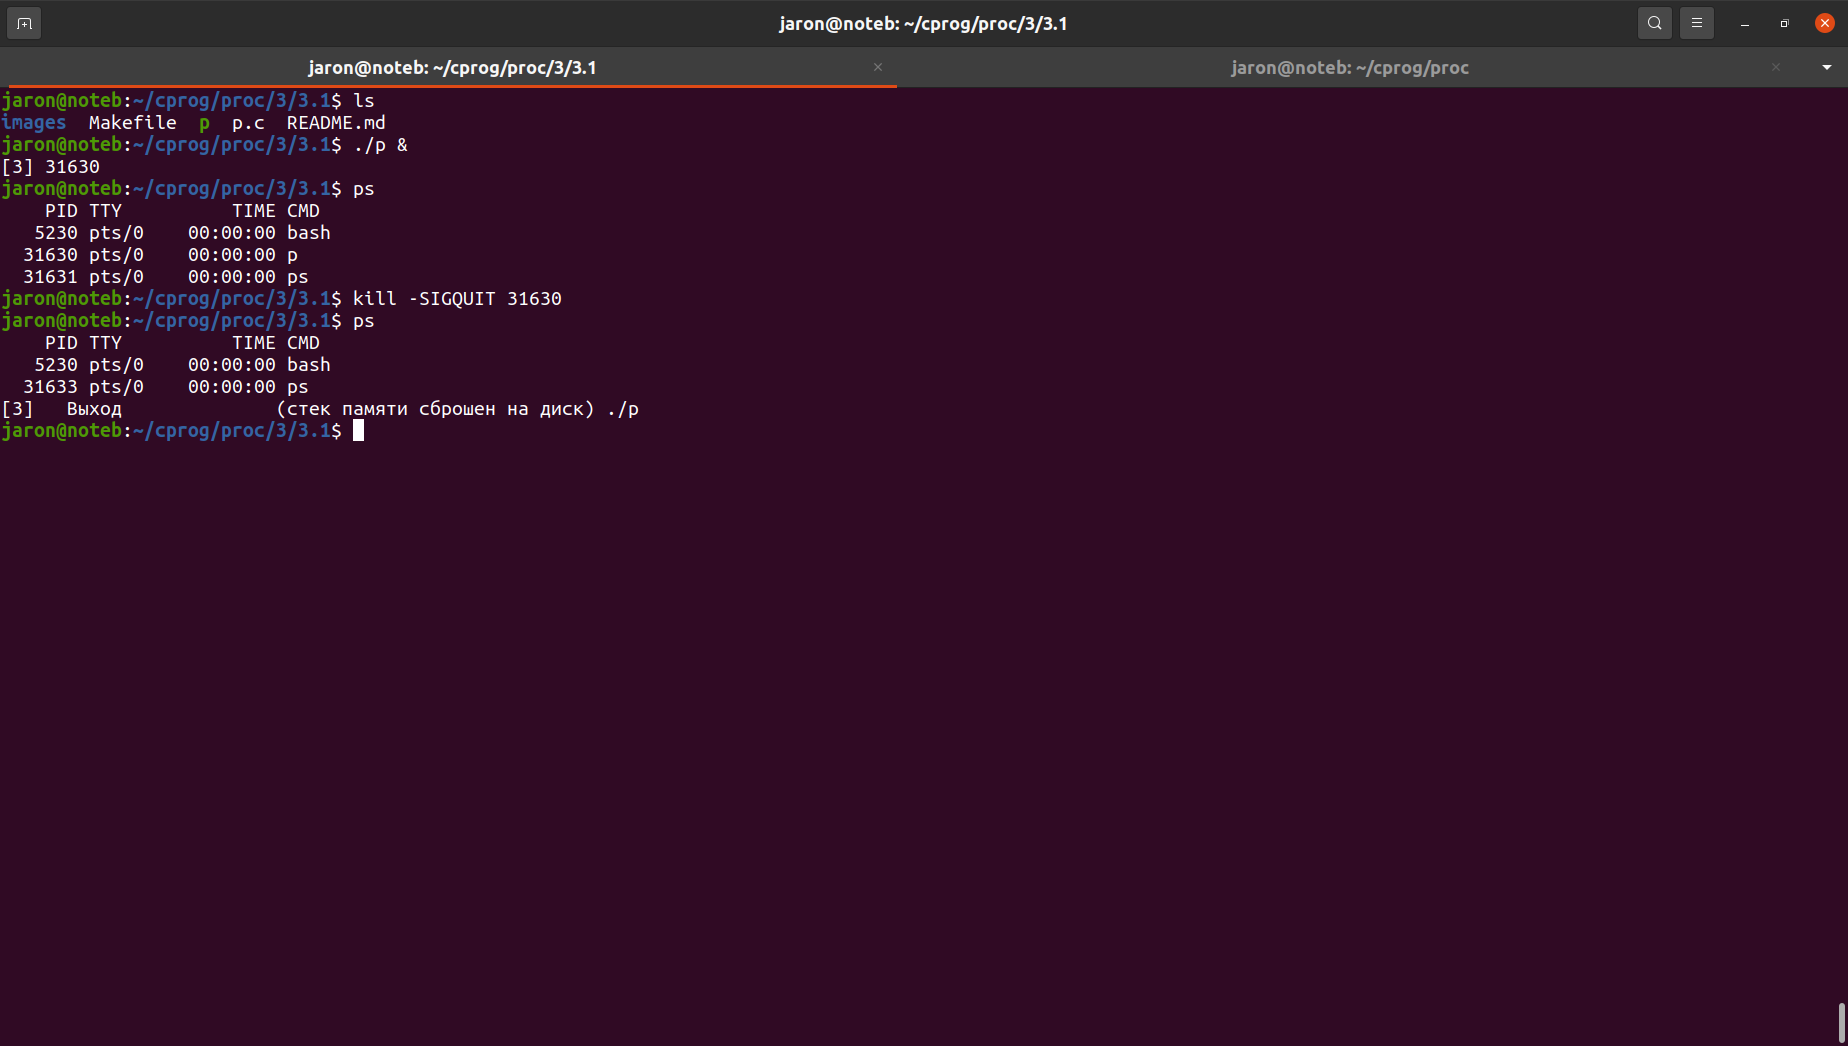 jaron@noteb: ~/cprog/proc/3/3.1
jaron@noteb: ~/cprog/proc/3/3.1
jaron@noteb: ~/cprog/proc
jaron@noteb:~/cprog/proc/3/3.1$ ls
images  Makefile  p  p.c  README.md
jaron@noteb:~/cprog/proc/3/3.1$ ./p &
[3] 31630
jaron@noteb:~/cprog/proc/3/3.1$ ps
    PID TTY          TIME CMD
   5230 pts/0    00:00:00 bash
  31630 pts/0    00:00:00 p
  31631 pts/0    00:00:00 ps
jaron@noteb:~/cprog/proc/3/3.1$ kill -SIGQUIT 31630
jaron@noteb:~/cprog/proc/3/3.1$ ps
    PID TTY          TIME CMD
   5230 pts/0    00:00:00 bash
  31633 pts/0    00:00:00 ps
[3]   Выход              (стек памяти сброшен на диск) ./p
jaron@noteb:~/cprog/proc/3/3.1$